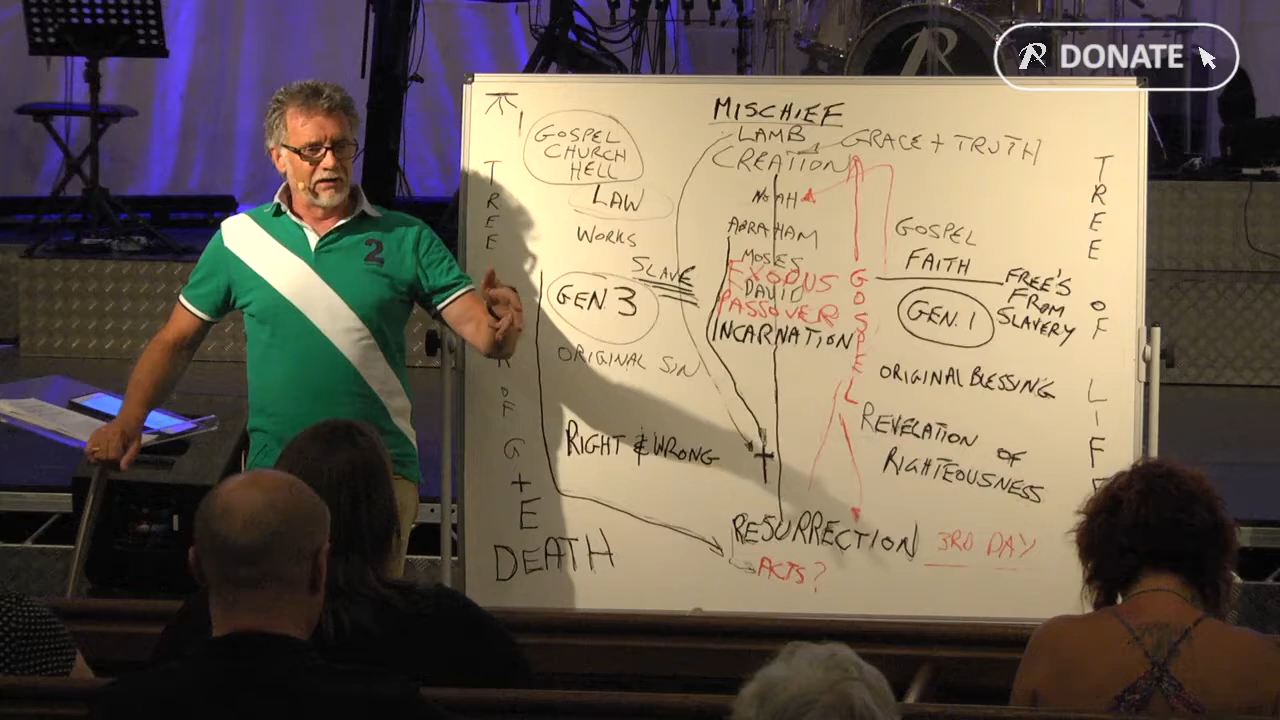 DONATE
MISCHIEF
LAMB
CREATION
GRACE + TRUTH
GOSPEL
CHURCH
HELL
LAW
WORKS
SLAVE
GEN 3
ORIGINAL SIN
RIGHT & WRONG
TREE
OF
G+E
DEATH
NOAH
ABRAHAM
MOSES
EXODUS
DAVID
PASSOVER
INCARNATION
GOSPEL
RESURRECTION
3RD DAY
ACTS?
GOSPEL
FAITH
FREE'S
FROM
SLAVERY
GEN. 1
ORIGINAL BLESSING
REVELATION OF
RIGHTEOUSNESS
TREE OF LIFE
2